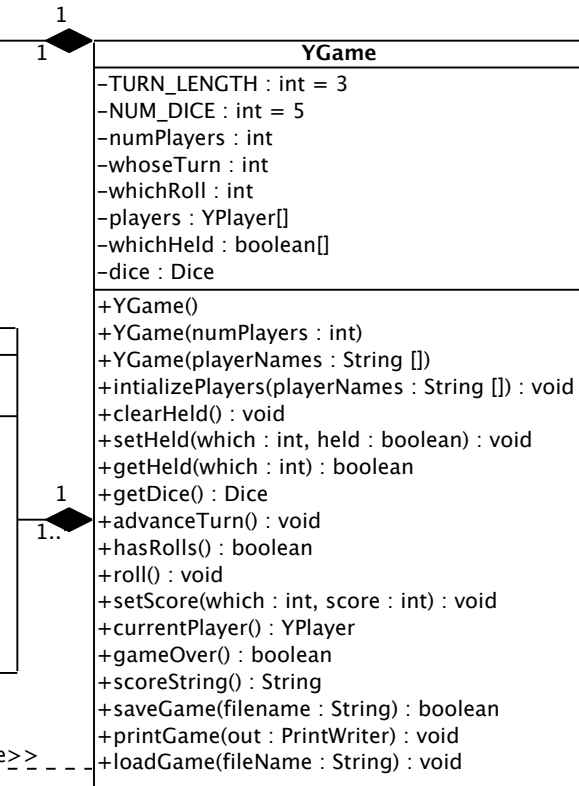 1
1
YGame
-TURN_LENGTH : int = 3
-NUM_DICE : int = 5
-numPlayers : int
-whoseTurn : int
-whichRoll : int
-players : YPlayer[]
-whichHeld : boolean[]
-dice : Dice
+YGame()
+YGame(numPlayers : int)
+YGame(playerNames : String [])
+intializePlayers(playerNames : String []) : void
+clearHeld() : void
+setHeld(which : int, held : boolean) : void
+getHeld(which : int) : boolean
+getDice() : Dice
1
+advanceTurn() : void
1..
+hasRolls() : boolean
+roll() : void
+setScore(which : int, score : int) : void
+currentPlayer() : YPlayer
+gameOver() : boolean
+scoreString() : String
+saveGame(filename : String) : boolean
+printGame(out : PrintWriter) : void
e>>
+loadGame(fileName : String) : void